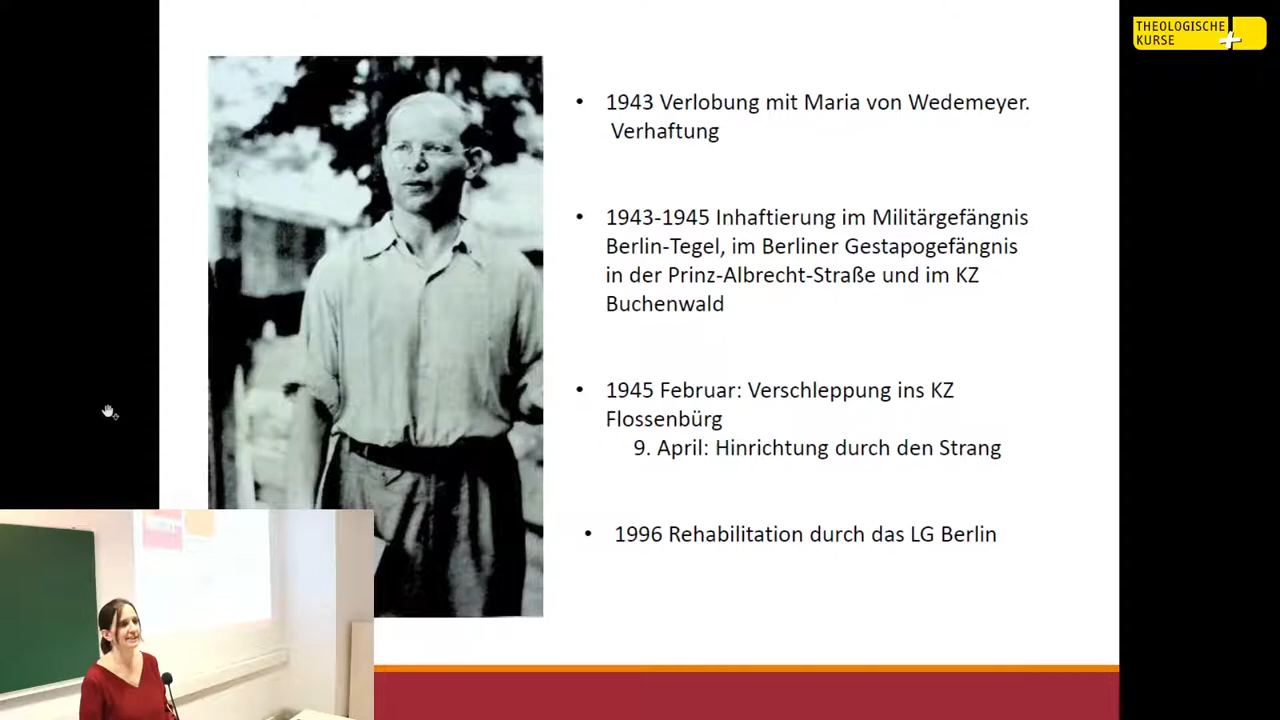 THEOLOGISCHE
KURSE
• 1943 Verlobung mit Maria von Wedemeyer.
Verhaftung
• 1943-1945 Inhaftierung im Militärgefängnis
Berlin-Tegel, im Berliner Gestapogefängnis
in der Prinz-Albrecht-Straße und im KZ
Buchenwald
• 1945 Februar: Verschleppung ins KZ
Flossenbürg
9. April: Hinrichtung durch den Strang
• 1996 Rehabilitation durch das LG Berlin